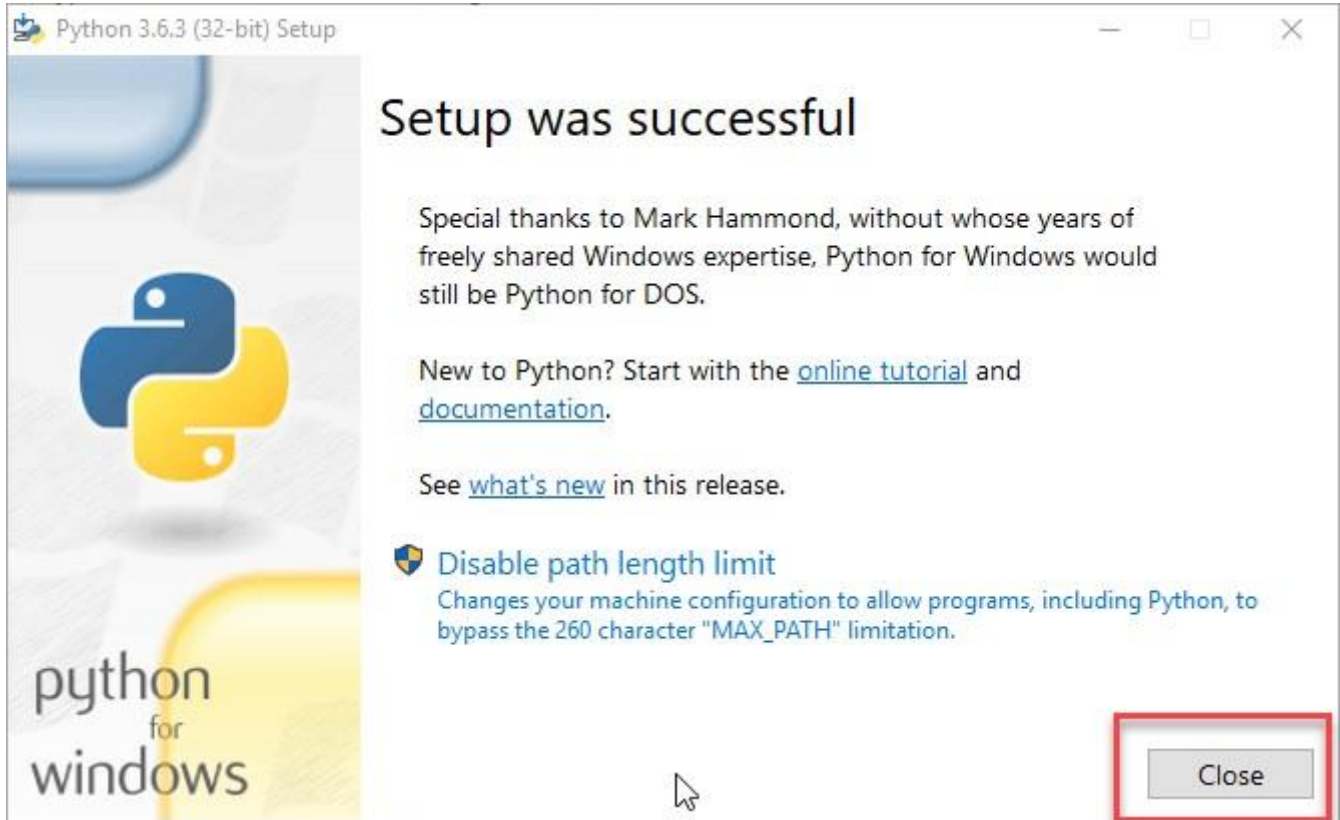 Python 3.6.3 (32-bit) Setup
Setup was successful
Special thanks to Mark Hammond, without whose years of
freely shared Windows expertise, Python for Windows would
still be Python for DOS.
New to Python? Start with the online tutorial and
documentation.
See what's new in this release.
Disable path length limit
Changes your machine configuration to allow programs, including Python, to
bypass the 260 character "MAX_PATH" limitation.
python
for
windows
Close